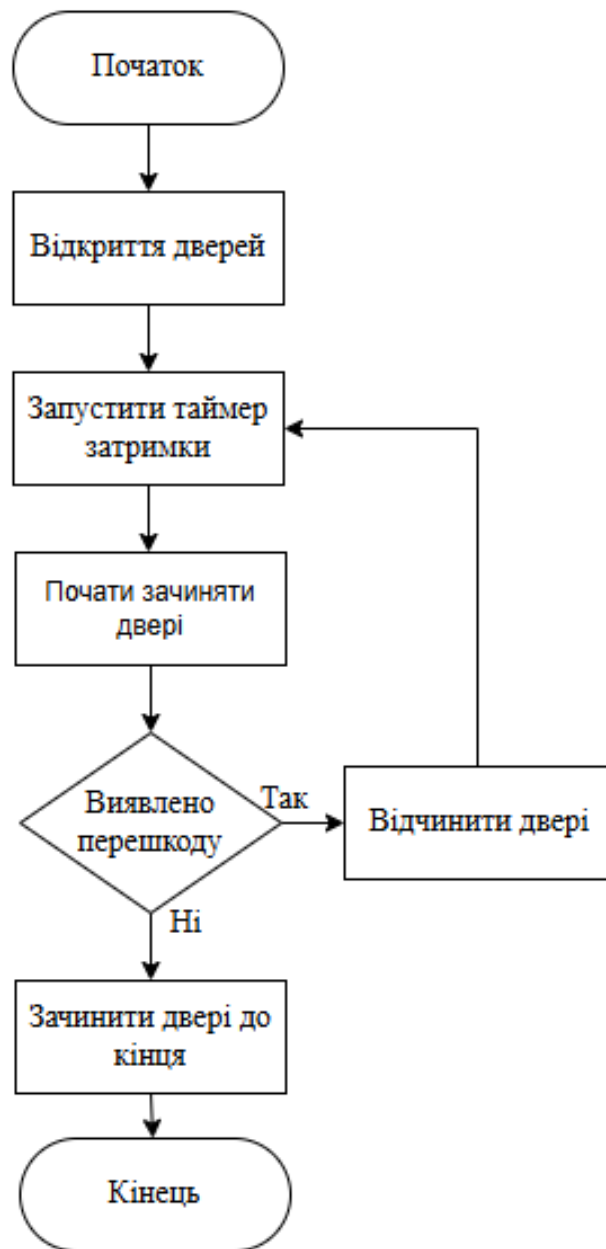 Початок
Відкриття дверей
Запустити таймер
затримки
Почати зачиняти
двері
Виявлено
перешкоду
Так
Відчинити двері
Ні
Зачинити двері до
кінця
Кінець